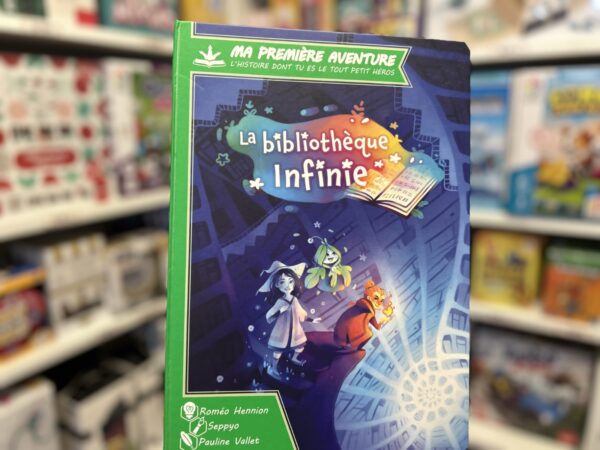 MA PREMIÈRE AVENTURE
L'HISTOIRE DONT TU ES LE TOUT PETIT HÉROS
La bibliothèque
Infinie
Roméo Hennion
Seppyo
Pauline Vallet